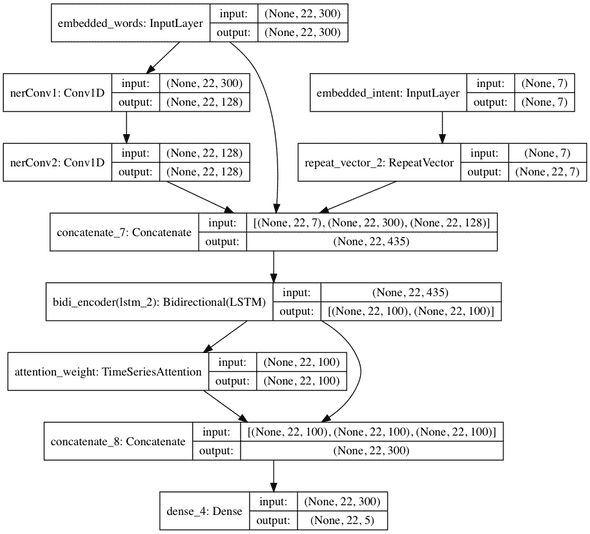 embedded_words: InputLayer input: (None, 22, 300)
output: (None, 22, 300)
nerConv1: Conv1D input: (None, 22, 300)
output: (None, 22, 128)
embedded_intent: InputLayer input: (None, 7)
output: (None, 7)
nerConv2: Conv1D input: (None, 22, 128)
output: (None, 22, 128)
repeat_vector_2: RepeatVector input: (None, 7)
output: (None, 22, 7)
concatenate_7: Concatenate input: [(None, 22, 7), (None, 22, 300), (None, 22, 128)]
output: (None, 22, 435)
bidi_encoder(lstm_2): Bidirectional(LSTM) input: (None, 22, 435)
output: [(None, 22, 100), (None, 22, 100)]
attention_weight: TimeSeriesAttention input: (None, 22, 100)
output: (None, 22, 100)
concatenate_8: Concatenate input: [(None, 22, 100), (None, 22, 100), (None, 22, 100)]
output: (None, 22, 300)
dense_4: Dense input: (None, 22, 300)
output: (None, 22, 5)